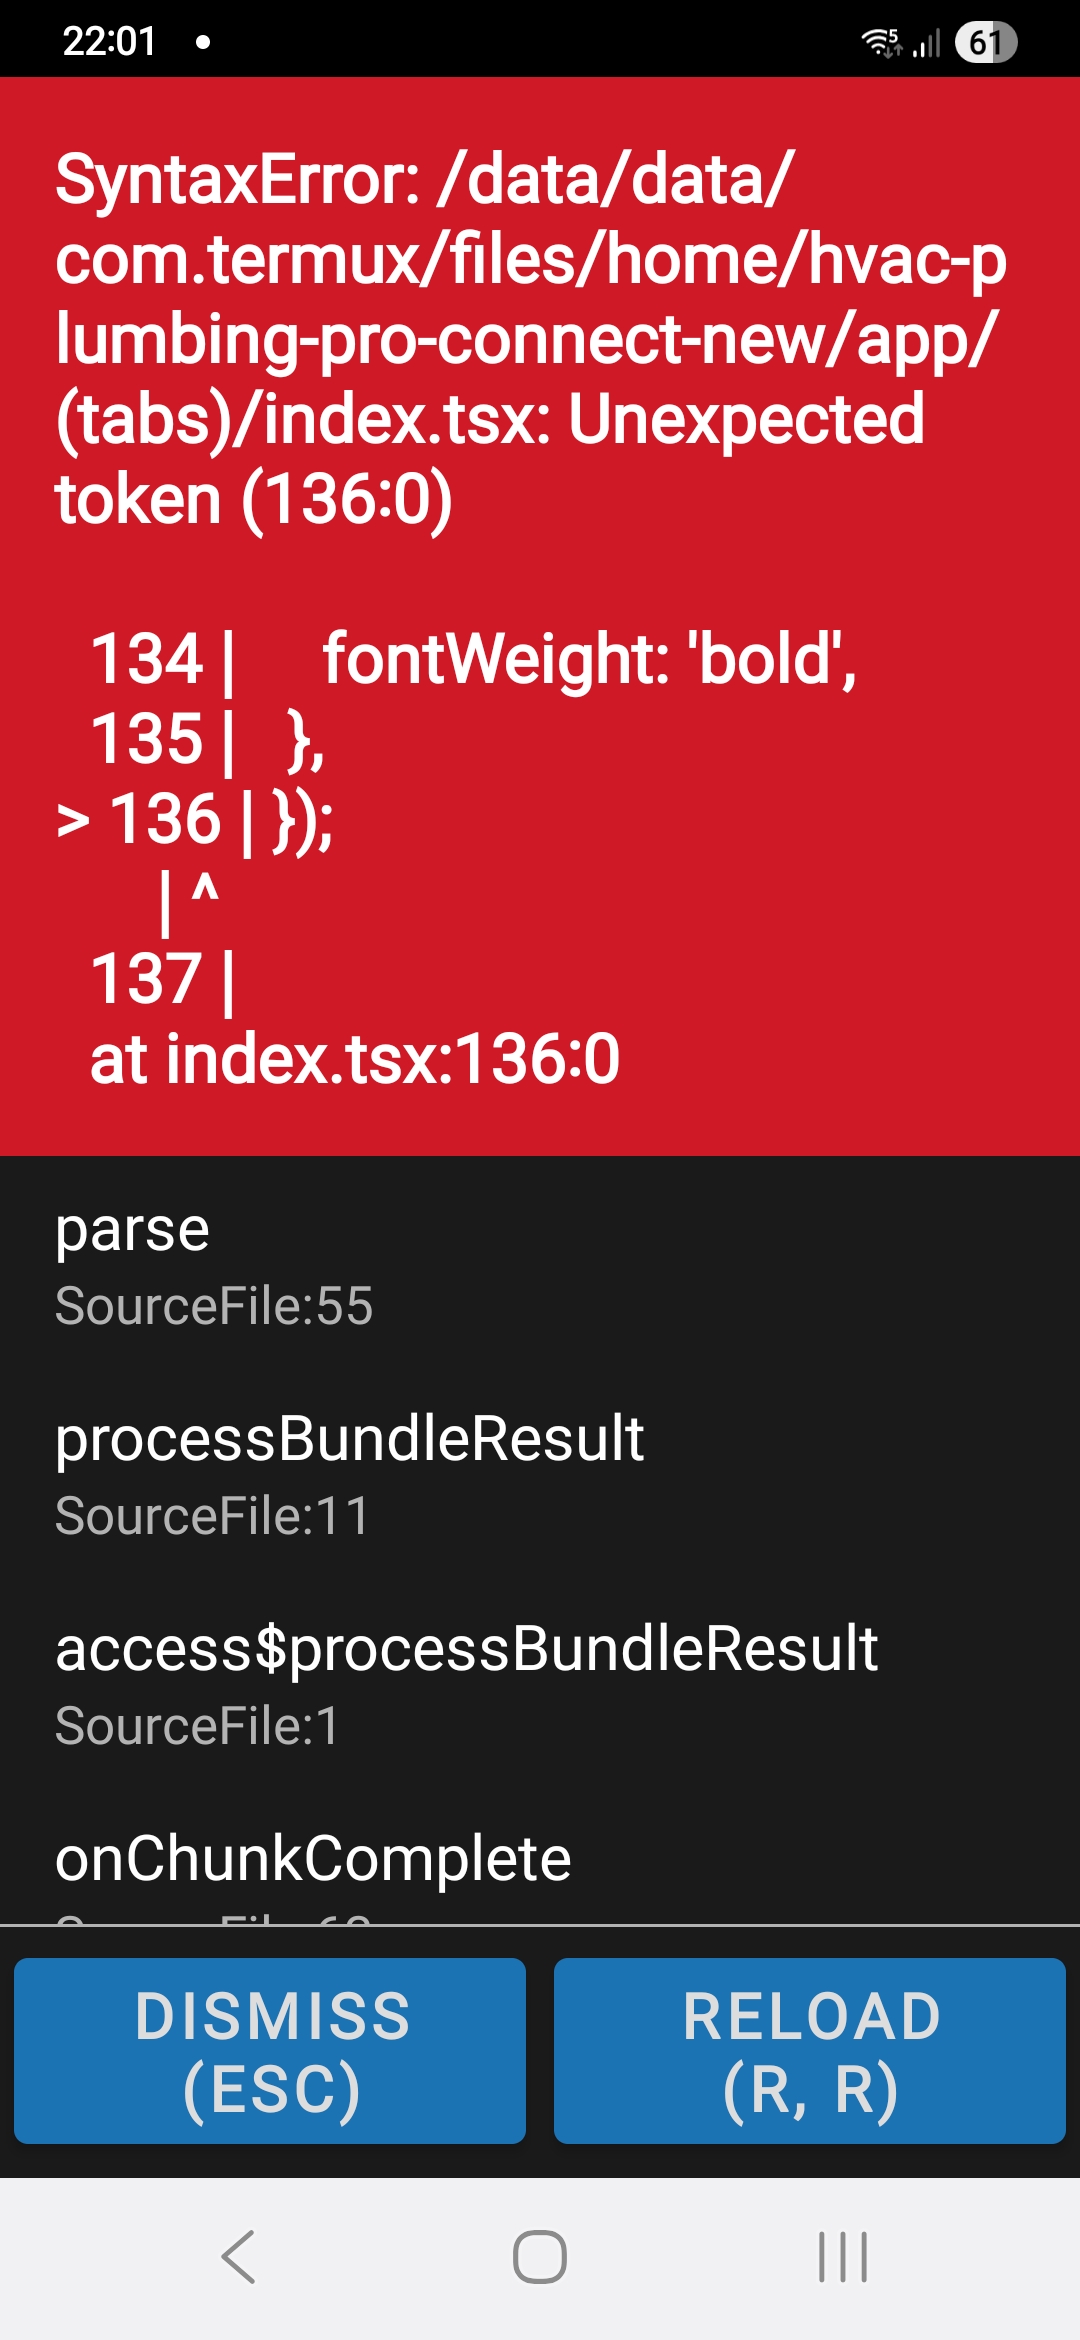 22:01
5
61
SyntaxError: /data/data/
com.termux/files/home/hvac-p
lumbing-pro-connect-new/app/
(tabs)/index.tsx: Unexpected
token (136:0)
134 |     fontWeight: 'bold',
135 |   },
> 136 | });
| ^
137 |
at index.tsx:136:0
parse
SourceFile:55
processBundleResult
SourceFile:11
access$processBundleResult
SourceFile:1
onChunkComplete
DISMISS
(ESC)
RELOAD
(R, R)